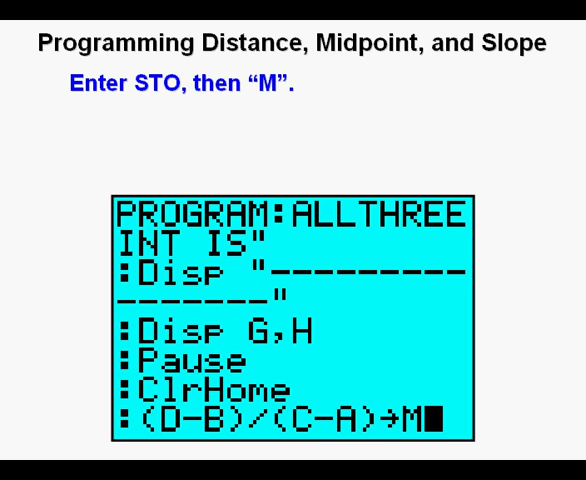 Programming Distance, Midpoint, and Slope
Enter STO, then “M”.
PROGRAM:ALLTHREE
INT IS"
:Disp "---------
-------"
:Disp G,H
:Pause
:ClrHome
:(D-B)/(C-A)→M